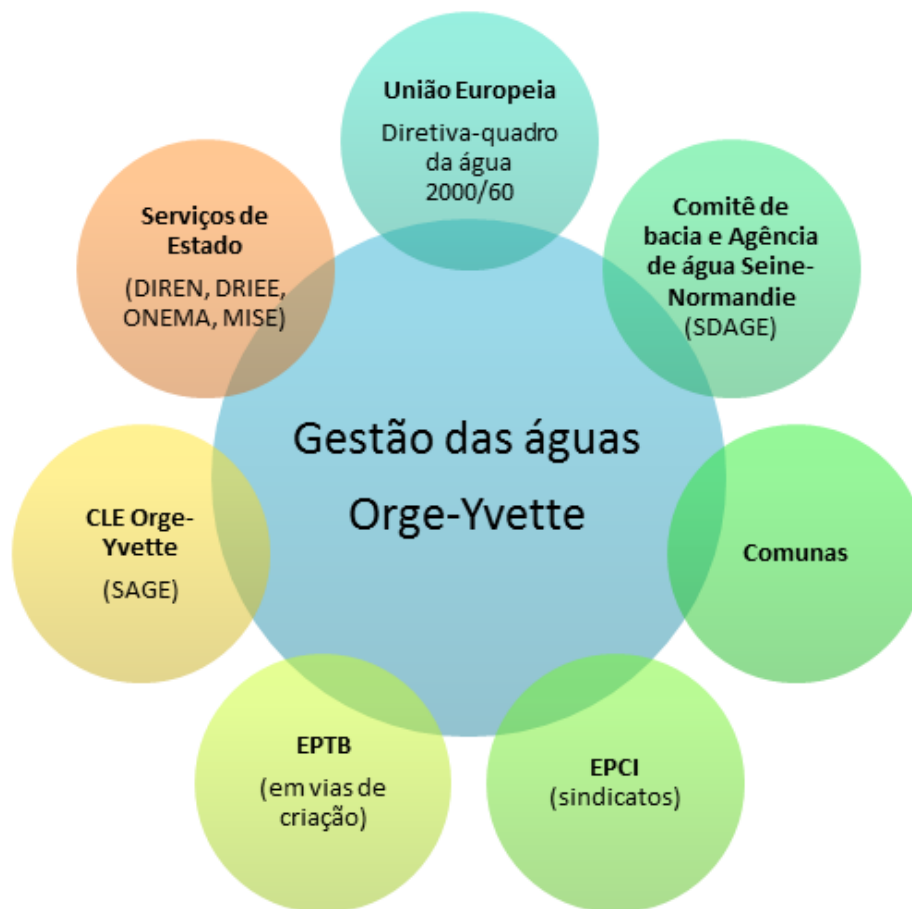 União Europeia
Diretiva-quadro
da água
2000/60
Comitê de
bacia e Agência
de água Seine-
Normandie
(SDAGE)
Comunas
EPCI
(sindicatos)
EPTB
(em vias de
criação)
CLE Orge-
Yvette
(SAGE)
Serviços de
Estado
(DIREN, DRIEE,
ONEMA, MISE)
Gestão das águas
Orge-Yvette